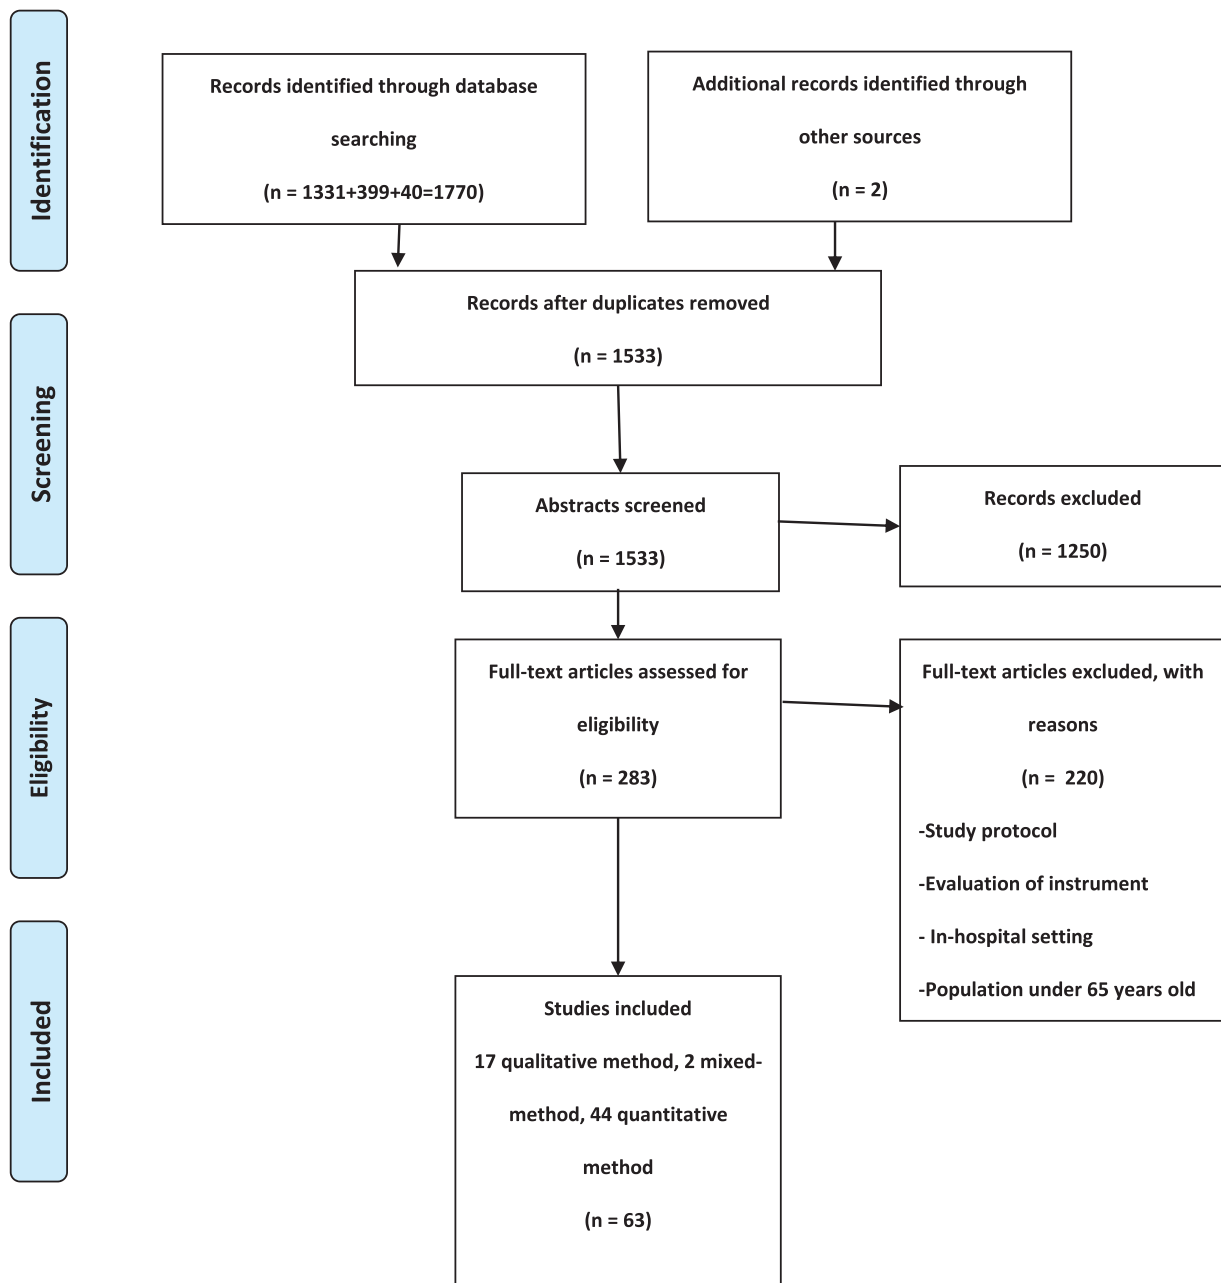 Identification
Records identified through database
searching
(n = 1331+399+40=1770)
Additional records identified through
other sources
(n = 2)
Records after duplicates removed
(n = 1533)
Screening
Abstracts screened
(n = 1533)
Records excluded
(n = 1250)
Eligibility
Full-text articles assessed for
eligibility
(n = 283)
Full-text articles excluded, with
reasons
(n =  220)
-Study protocol
-Evaluation of instrument
- In-hospital setting
-Population under 65 years old
Included
Studies included
17 qualitative method, 2 mixed-
method, 44 quantitative
method
(n = 63)